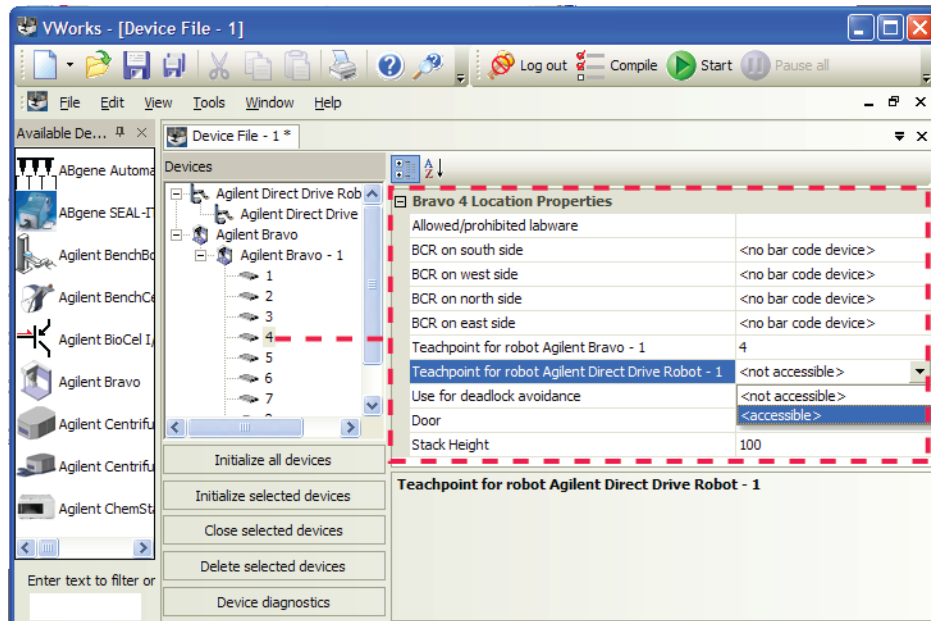 VWorks - [Device File - 1]
Log out Compile Start Pause all
File Edit View Tools Window Help
Available De...
Device File - 1 *
ABgene Automa
ABgene SEAL-IT
Agilent BenchBo
Agilent BenchCe
Agilent BioCel I/
Agilent Bravo
Agilent Centrifu
Agilent Centrifu
Agilent ChemSta
Enter text to filter or
Devices
Agilent Direct Drive Rob
Agilent Direct Drive
Agilent Bravo
Agilent Bravo - 1
1
2
3
4
5
6
7
Initialize all devices
Initialize selected devices
Close selected devices
Delete selected devices
Device diagnostics
Bravo 4 Location Properties
Allowed/prohibited labware
BCR on south side <no bar code device>
BCR on west side <no bar code device>
BCR on north side <no bar code device>
BCR on east side <no bar code device>
Teachpoint for robot Agilent Bravo - 1 4
Teachpoint for robot Agilent Direct Drive Robot - 1 <not accessible>
Use for deadlock avoidance <not accessible>
Door <accessible>
Stack Height 100
Teachpoint for robot Agilent Direct Drive Robot - 1